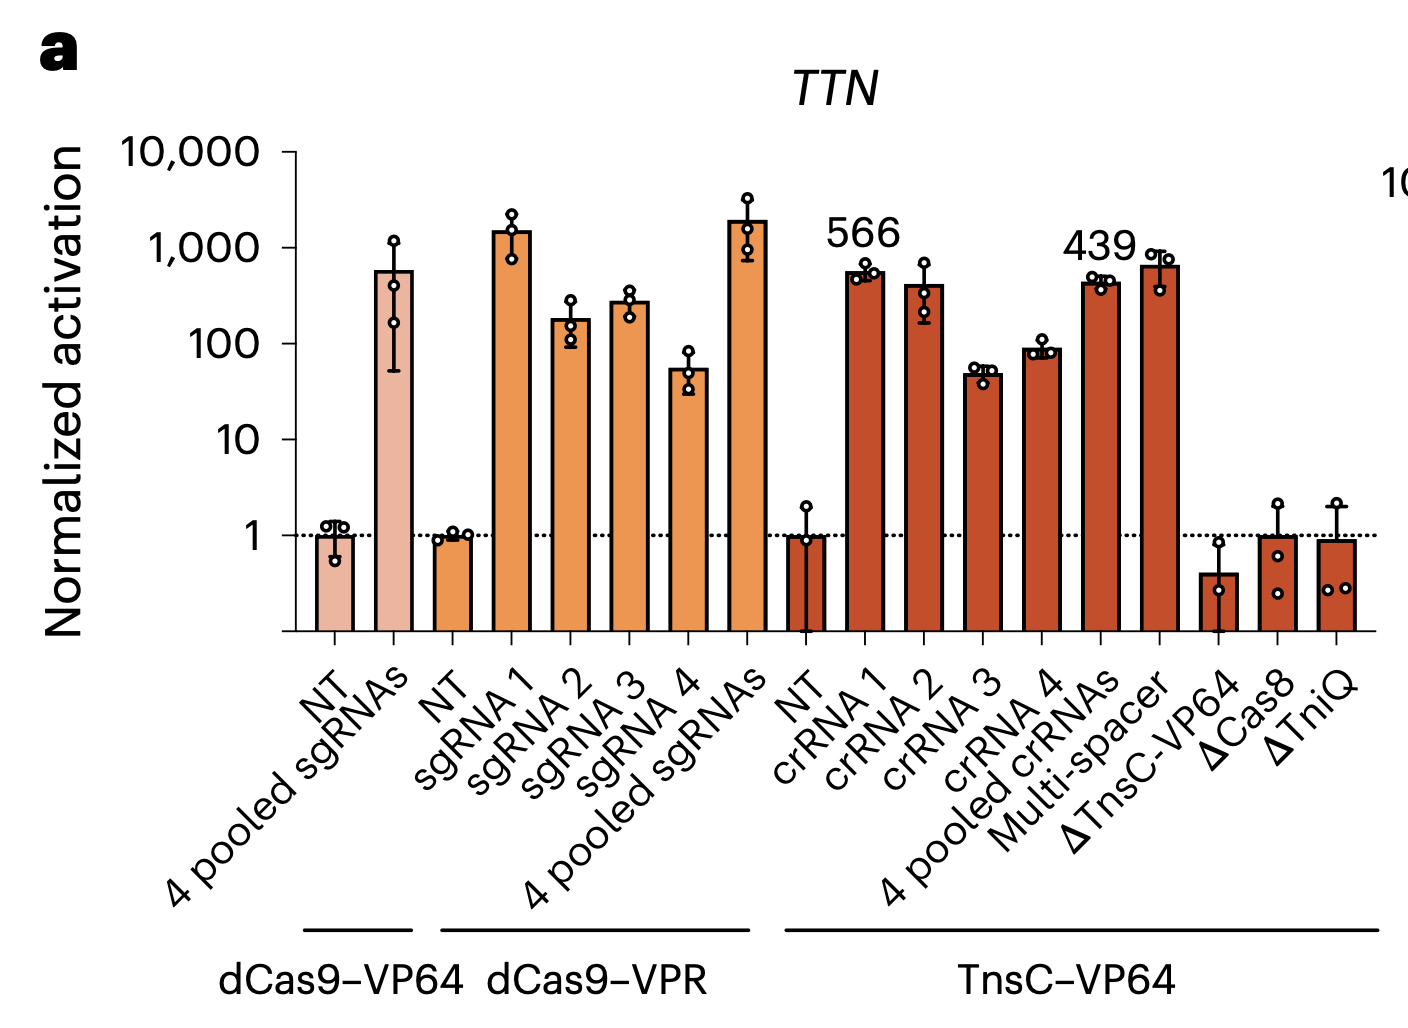 a
TTN
Normalized activation
10,000
1,000
100
10
1
566
439
10
NT
4 pooled sgRNAs
NT
sgRNA 1
sgRNA 2
sgRNA 3
sgRNA 4
4 pooled sgRNAs
NT
crRNA 1
crRNA 2
crRNA 3
crRNA 4
4 pooled crRNAs
Multi-spacer
ΔTnsC-VP64
ΔCas8
ΔTniQ
dCas9–VP64
dCas9–VPR
TnsC–VP64